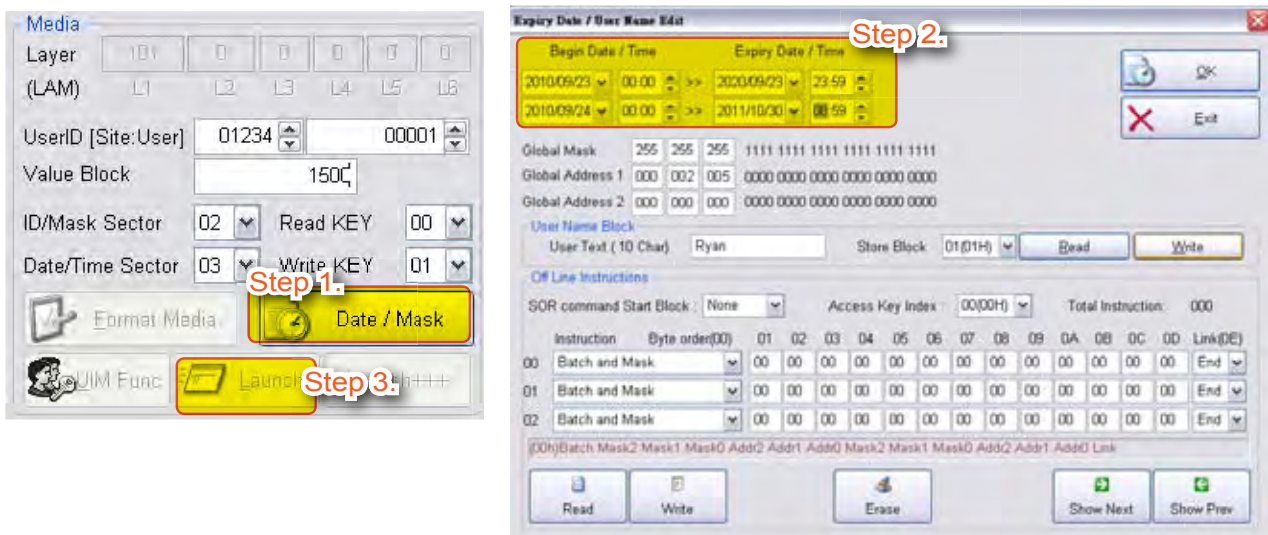 Media
Layer 101 0 0 0 0 0
(LAM) L1 L2 L3 L4 L5 L6
UserID [Site:User] 01234 00001
Value Block 1500
ID/Mask Sector 02 Read KEY 00
Date/Time Sector 03 Write KEY 01
Step 1.
Format Media Date / Mask
UIM Func Launch +++
Step 3.
Expiry Date / User Name Edit
Step 2.
Begin Date / Time Expiry Date / Time
2010/09/23 00:00 >> 2020/09/23 23:59
2010/09/24 00:00 >> 2011/10/30 :59
OK
Exit
Global Mask 255 255 255 1111 1111 1111 1111 1111 1111
Global Address 1 000 002 005 0000 0000 0000 0000 0000 0000
Global Address 2 000 000 000 0000 0000 0000 0000 0000 0000
User Name Block
User Text ( 10 Char) Ryan Store Block 01(01H) Read Write
Off Line Instructions
SOR command Start Block : None Access Key Index : 00(00H) Total Instruction: 000
Instruction Byte order(00) 01 02 03 04 05 06 07 08 09 0A 0B 0C 0D Link(0E)
00 Batch and Mask 00 00 00 00 00 00 00 00 00 00 00 00 00 End
01 Batch and Mask 00 00 00 00 00 00 00 00 00 00 00 00 00 End
02 Batch and Mask 00 00 00 00 00 00 00 00 00 00 00 00 00 End
(00h)Batch Mask2 Mask1 Mask0 Addr2 Addr1 Addr0 Mask2 Mask1 Mask0 Addr2 Addr1 Addr0 Link
Read Write Erase Show Next Show Prev